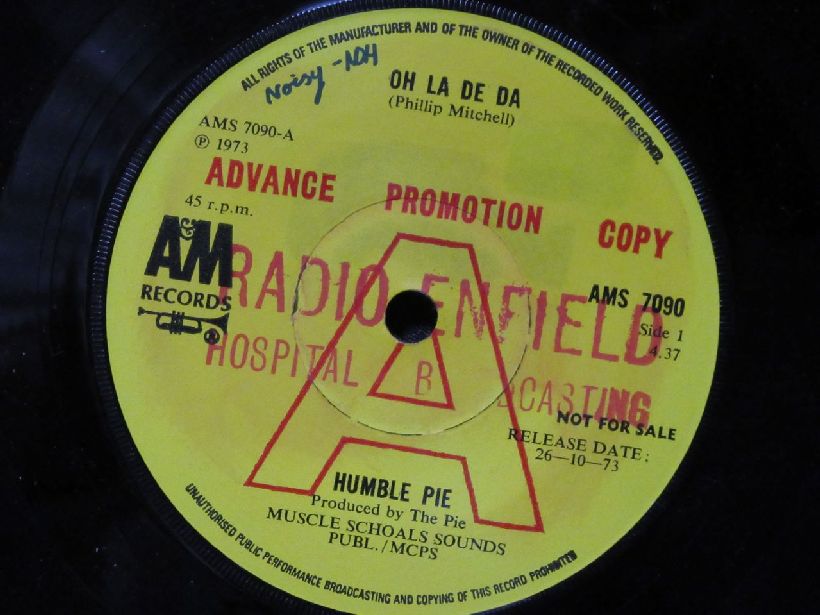 ALL RIGHTS OF THE MANUFACTURER AND OF THE OWNER OF THE RECORDED WORK RESERVED.
Noisy - NDH
OH LA DE DA
(Phillip Mitchell)
AMS 7090-A
℗ 1973
ADVANCE PROMOTION COPY
45 r.p.m.
A&M
RECORDS
RADIO ENFIELD
HOSPITAL B DCASTING
A
AMS 7090
Side 1
4.37
NOT FOR SALE
RELEASE DATE:
26—10—73
HUMBLE PIE
Produced by The Pie
MUSCLE SCHOALS SOUNDS
PUBL./MCPS
UNAUTHORISED PUBLIC PERFORMANCE BROADCASTING AND COPYING OF THIS RECORD PROHIBITED